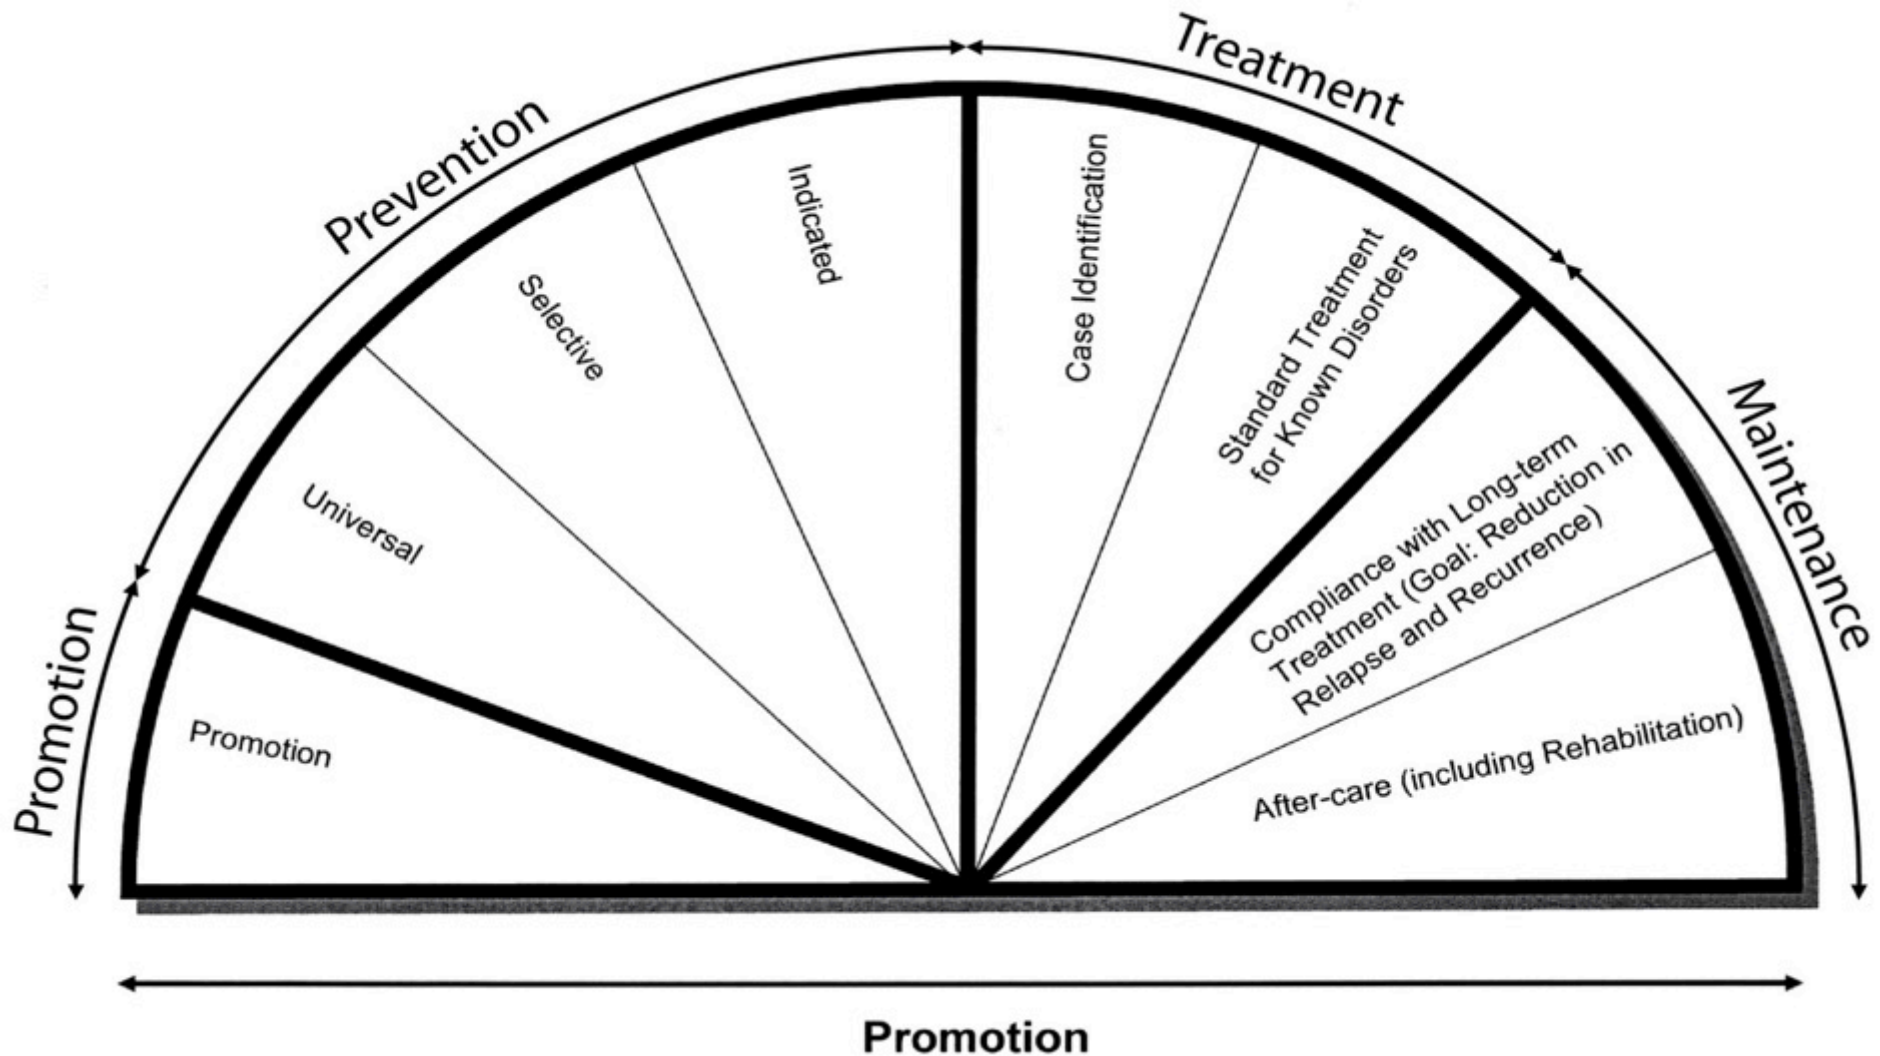 Promotion
Prevention
Treatment
Maintenance
Promotion
Universal
Selective
Indicated
Case Identification
Standard Treatment
for Known Disorders
Compliance with Long-term
Treatment (Goal: Reduction in
Relapse and Recurrence)
After-care (including Rehabilitation)
Promotion